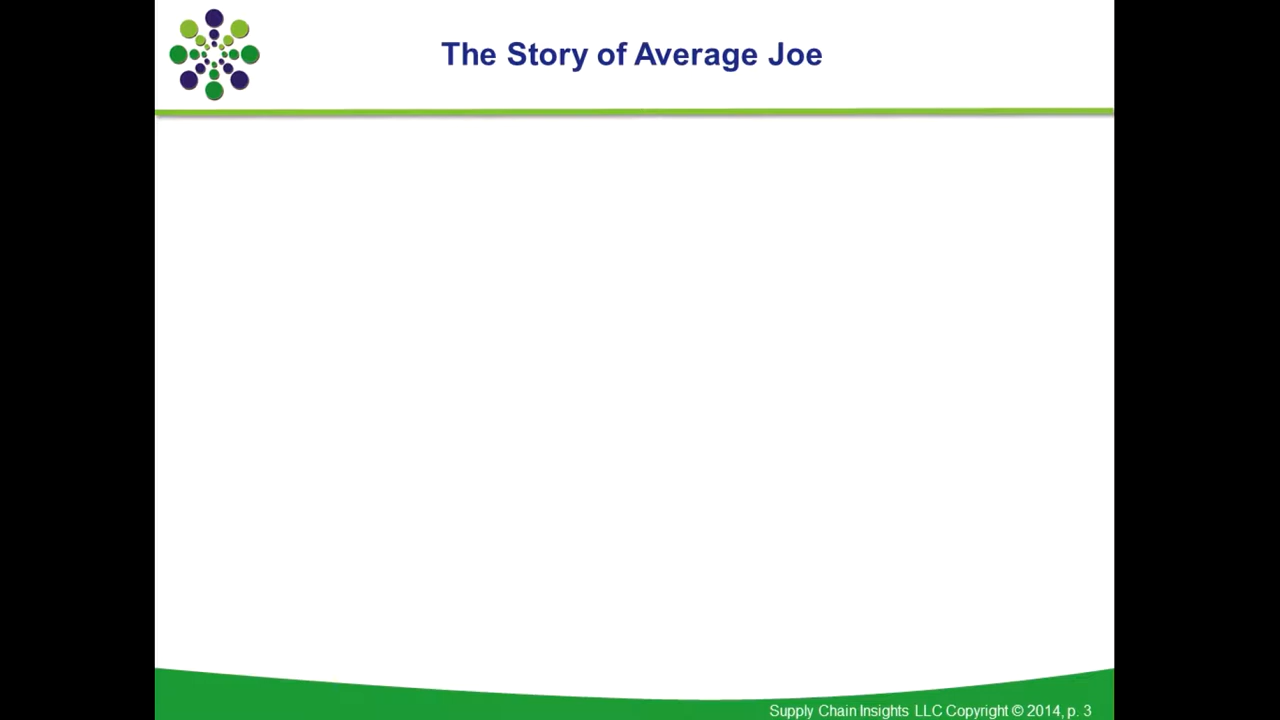 The Story of Average Joe
Supply Chain Insights LLC Copyright © 2014, p. 3